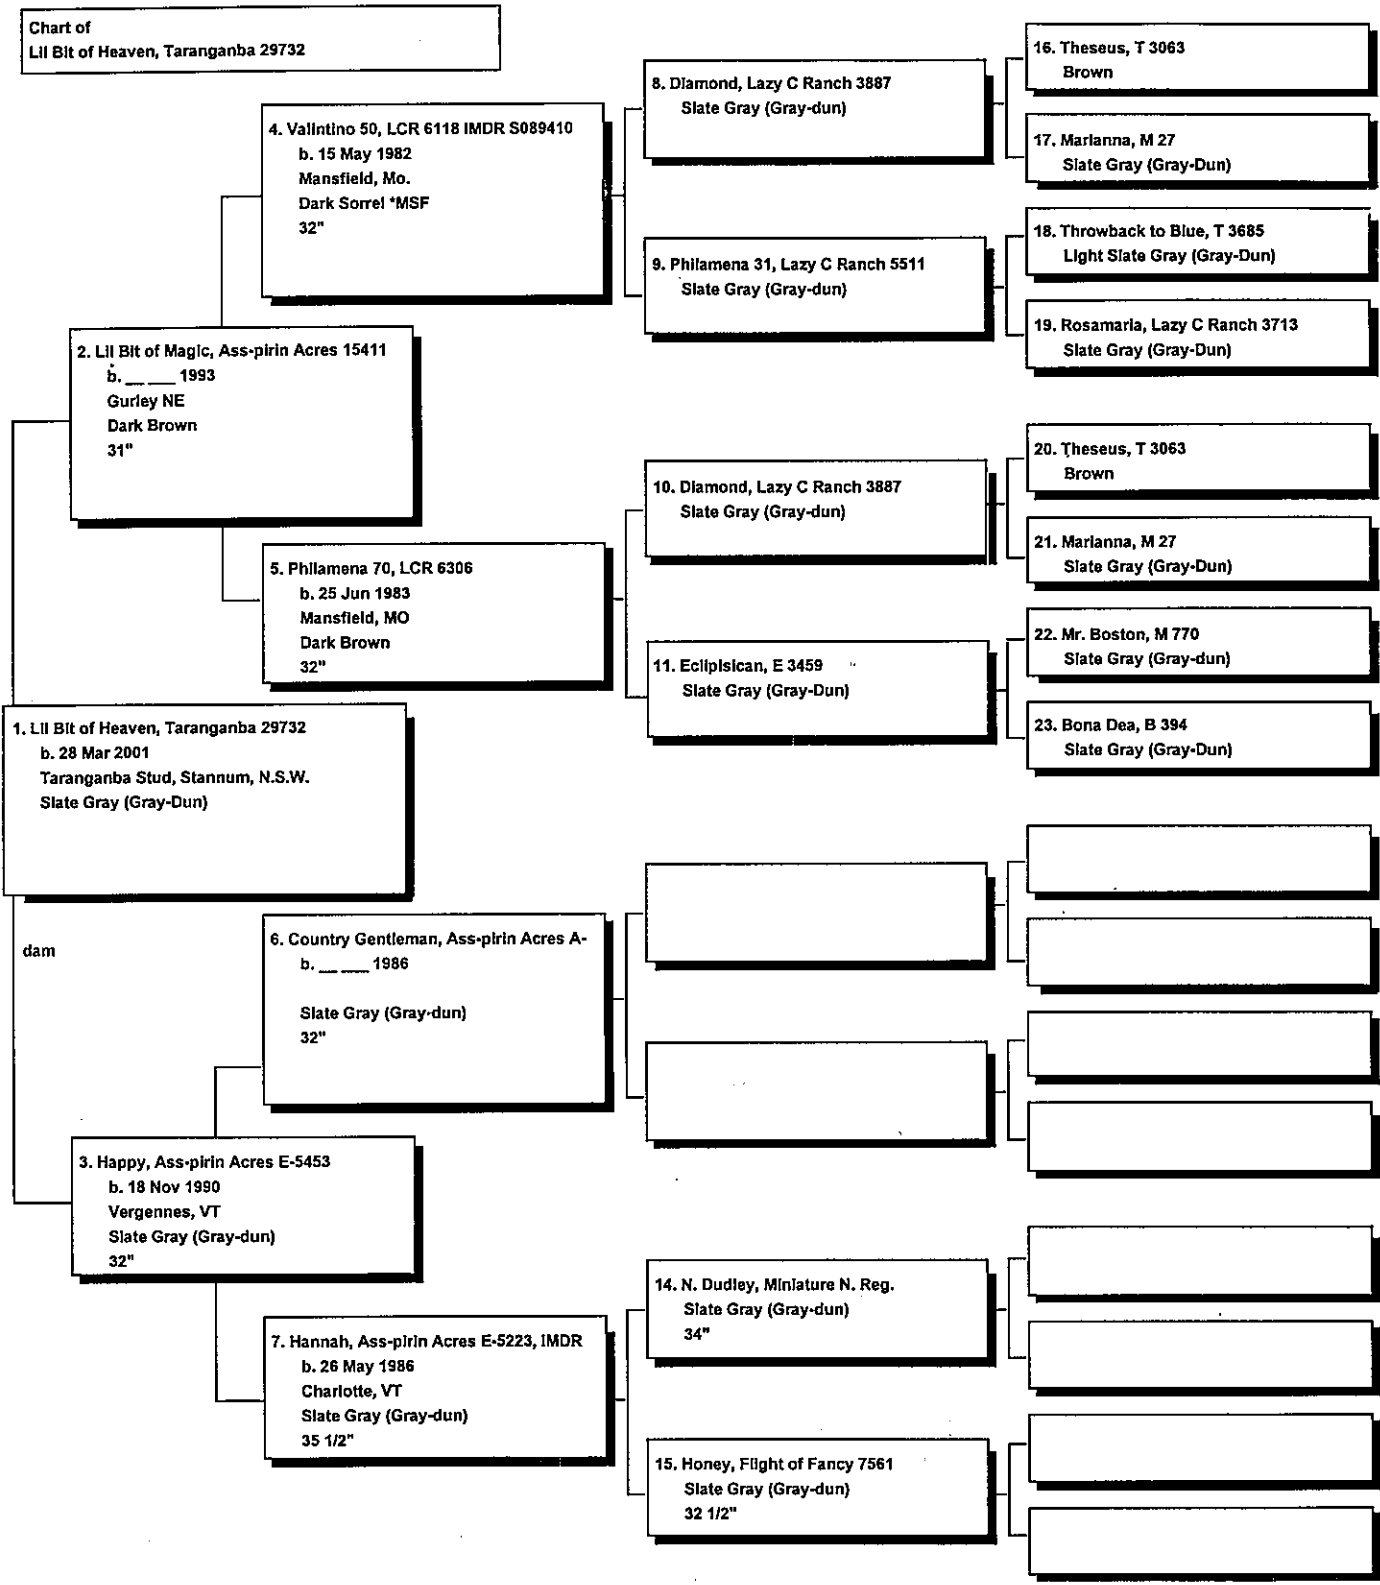 Chart of
Lil Bit of Heaven, Taranganba 29732
16. Theseus, T 3063
Brown
8. Diamond, Lazy C Ranch 3887
Slate Gray (Gray-dun)
4. Valintino 50, LCR 6118 IMDR S089410
b. 15 May 1982
Mansfield, Mo.
Dark Sorrel *MSF
32"
17. Marianna, M 27
Slate Gray (Gray-Dun)
18. Throwback to Blue, T 3685
Light Slate Gray (Gray-Dun)
9. Philamena 31, Lazy C Ranch 5511
Slate Gray (Gray-dun)
19. Rosamaria, Lazy C Ranch 3713
Slate Gray (Gray-Dun)
2. Lil Bit of Magic, Ass-pirin Acres 15411
b. __ ___ 1993
Gurley NE
Dark Brown
31"
20. Theseus, T 3063
Brown
10. Diamond, Lazy C Ranch 3887
Slate Gray (Gray-dun)
21. Marianna, M 27
Slate Gray (Gray-Dun)
5. Philamena 70, LCR 6306
b. 25 Jun 1983
Mansfield, MO
Dark Brown
32"
22. Mr. Boston, M 770
Slate Gray (Gray-dun)
11. Eclipisican, E 3459
Slate Gray (Gray-Dun)
23. Bona Dea, B 394
Slate Gray (Gray-Dun)
1. Lil Bit of Heaven, Taranganba 29732
b. 28 Mar 2001
Taranganba Stud, Stannum, N.S.W.
Slate Gray (Gray-Dun)
dam
6. Country Gentleman, Ass-pirin Acres A-
b. __ ___ 1986
Slate Gray (Gray-dun)
32"
3. Happy, Ass-pirin Acres E-5453
b. 18 Nov 1990
Vergennes, VT
Slate Gray (Gray-dun)
32"
14. N. Dudley, Miniature N. Reg.
Slate Gray (Gray-dun)
34"
7. Hannah, Ass-pirin Acres E-5223, IMDR
b. 26 May 1986
Charlotte, VT
Slate Gray (Gray-dun)
35 1/2"
15. Honey, Flight of Fancy 7561
Slate Gray (Gray-dun)
32 1/2"